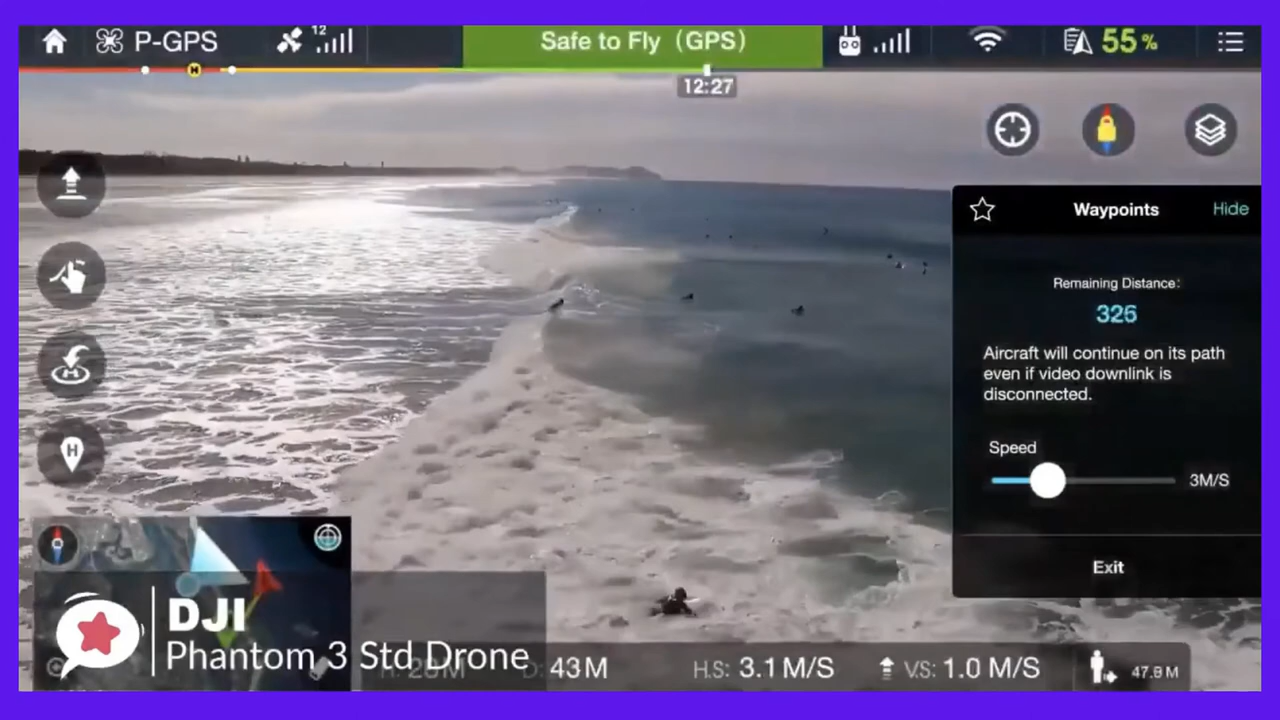 P-GPS
12
Safe to Fly (GPS)
55%
H
12:27
Waypoints
Hide
Remaining Distance:
326
Aircraft will continue on its path
even if video downlink is
disconnected.
Speed
3M/S
Exit
H
H
DJI
Phantom 3 Std Drone
43M
H.S: 3.1 M/S
V.S: 1.0 M/S
47.8M